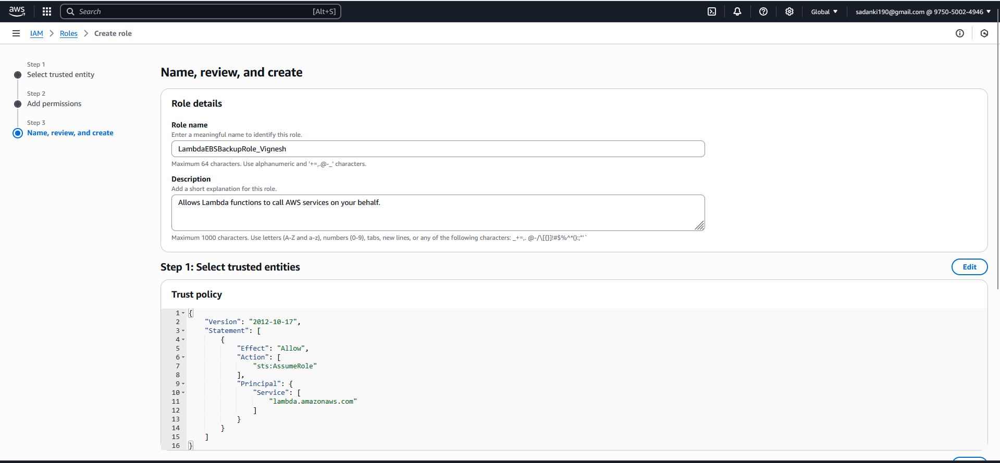 aws
Search [Alt+S] Global sadanki190@gmail.com @ 9750-5002-4946
IAM Roles Create role
Step 1
Select trusted entity
Step 2
Add permissions
Step 3
Name, review, and create
Name, review, and create
Role details
Role name
Enter a meaningful name to identify this role.
LambdaEBSBackupRole_Vignesh
Maximum 64 characters. Use alphanumeric and '+=,.@-_' characters.
Description
Add a short explanation for this role.
Allows Lambda functions to call AWS services on your behalf.
Maximum 1000 characters. Use letters (A-Z and a-z), numbers (0-9), tabs, new lines, or any of the following characters: _+=,. @-/\[{}]!#$%^*();:"'`
Step 1: Select trusted entities
Edit
Trust policy
1 {
2 "Version": "2012-10-17",
3 "Statement": [
4 {
5 "Effect": "Allow",
6 "Action": [
7 "sts:AssumeRole"
8 ],
9 "Principal": {
10 "Service": [
11 "lambda.amazonaws.com"
12 ]
13 }
14 }
15 ]
16 }